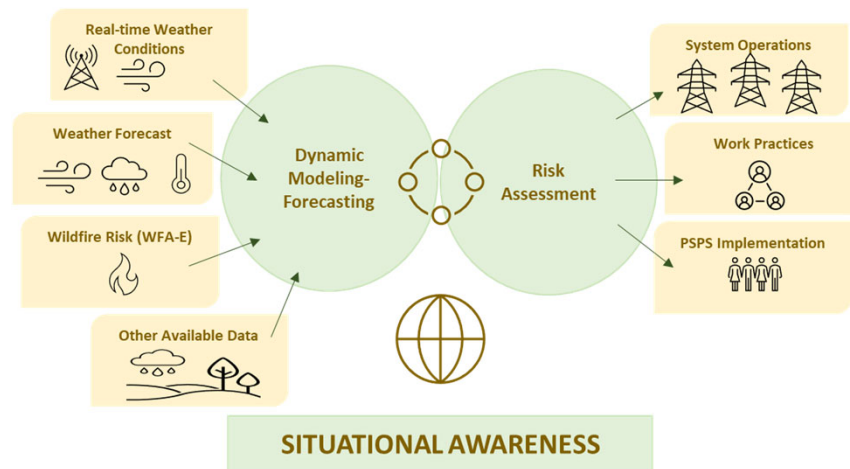 Real-time Weather
Conditions
Weather Forecast
Wildfire Risk (WFA-E)
Other Available Data
Dynamic
Modeling-
Forecasting
Risk
Assessment
System Operations
Work Practices
PSPS Implementation
SITUATIONAL AWARENESS